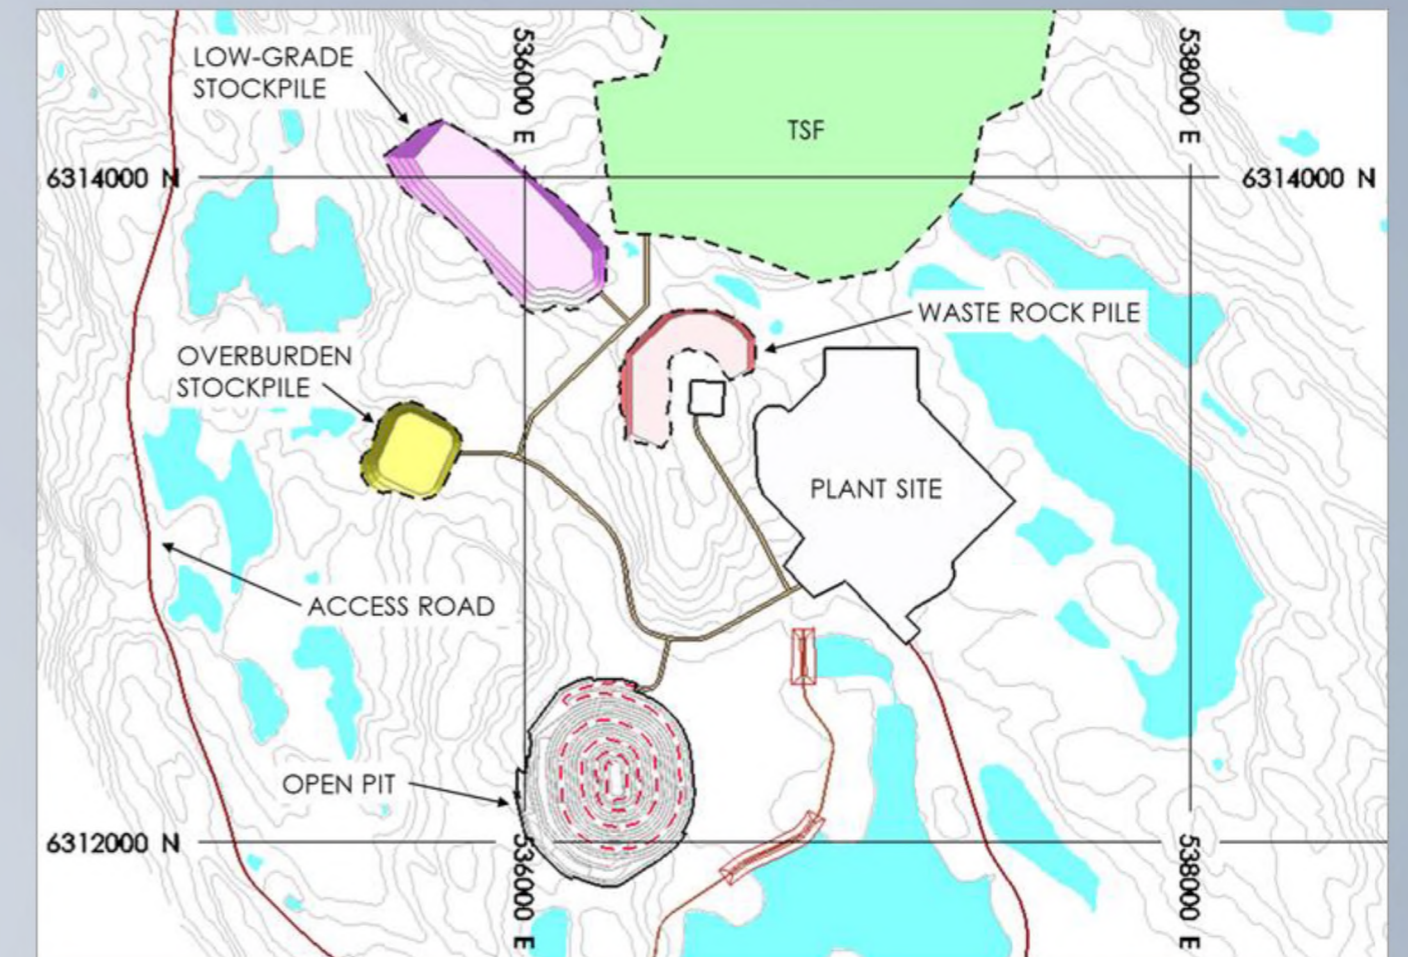 LOW-GRADE
STOCKPILE
536000 E
538000 E
TSF
6314000 N
6314000 N
WASTE ROCK PILE
OVERBURDEN
STOCKPILE
PLANT SITE
ACCESS ROAD
OPEN PIT
6312000 N
536000 E
538000 E